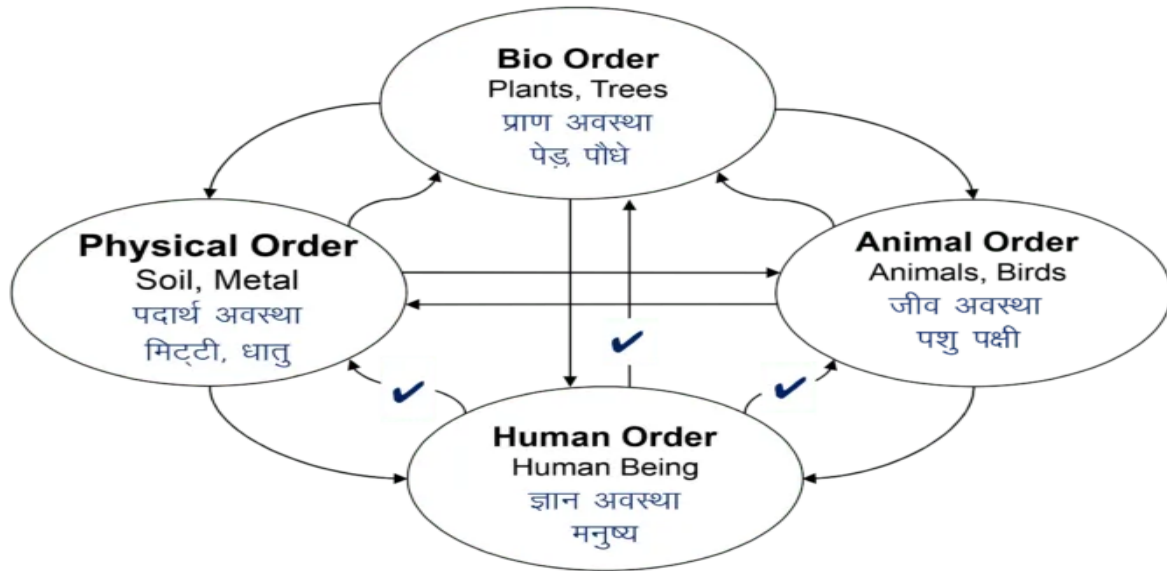 Bio Order
Plants, Trees
प्राण अवस्था
पेड़, पौधे
Physical Order
Soil, Metal
पदार्थ अवस्था
मिट्टी, धातु
Animal Order
Animals, Birds
जीव अवस्था
पशु पक्षी
Human Order
Human Being
ज्ञान अवस्था
मनुष्य